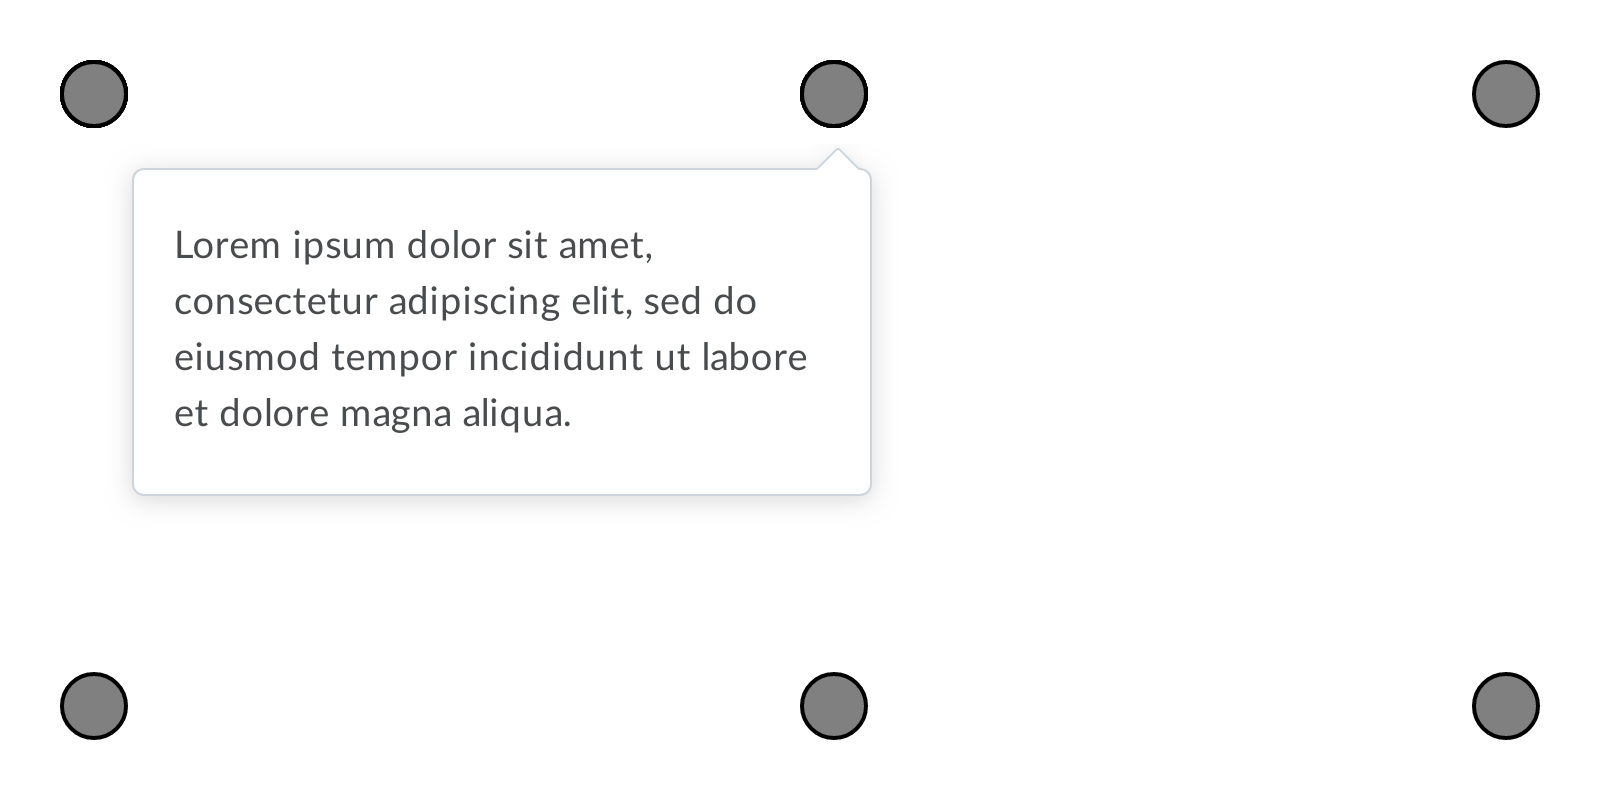 Lorem ipsum dolor sit amet,
consectetur adipiscing elit, sed do
eiusmod tempor incididunt ut labore
et dolore magna aliqua.